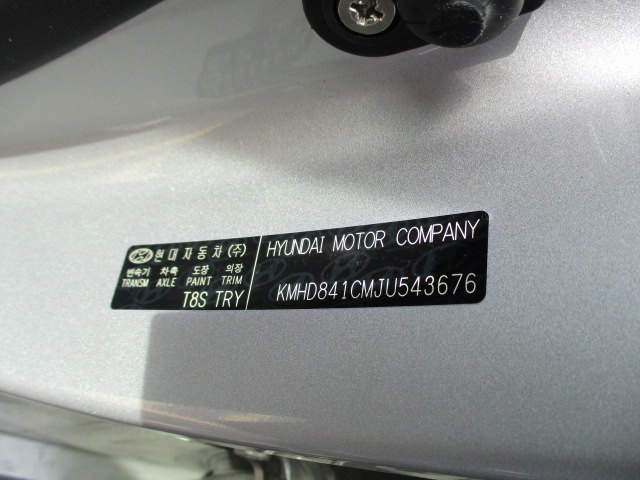 현대자동차(주)
변속기 차축 도장 의장
TRANSM AXLE PAINT TRIM
T8S TRY
HYUNDAI MOTOR COMPANY
KMHD841CMJU543676